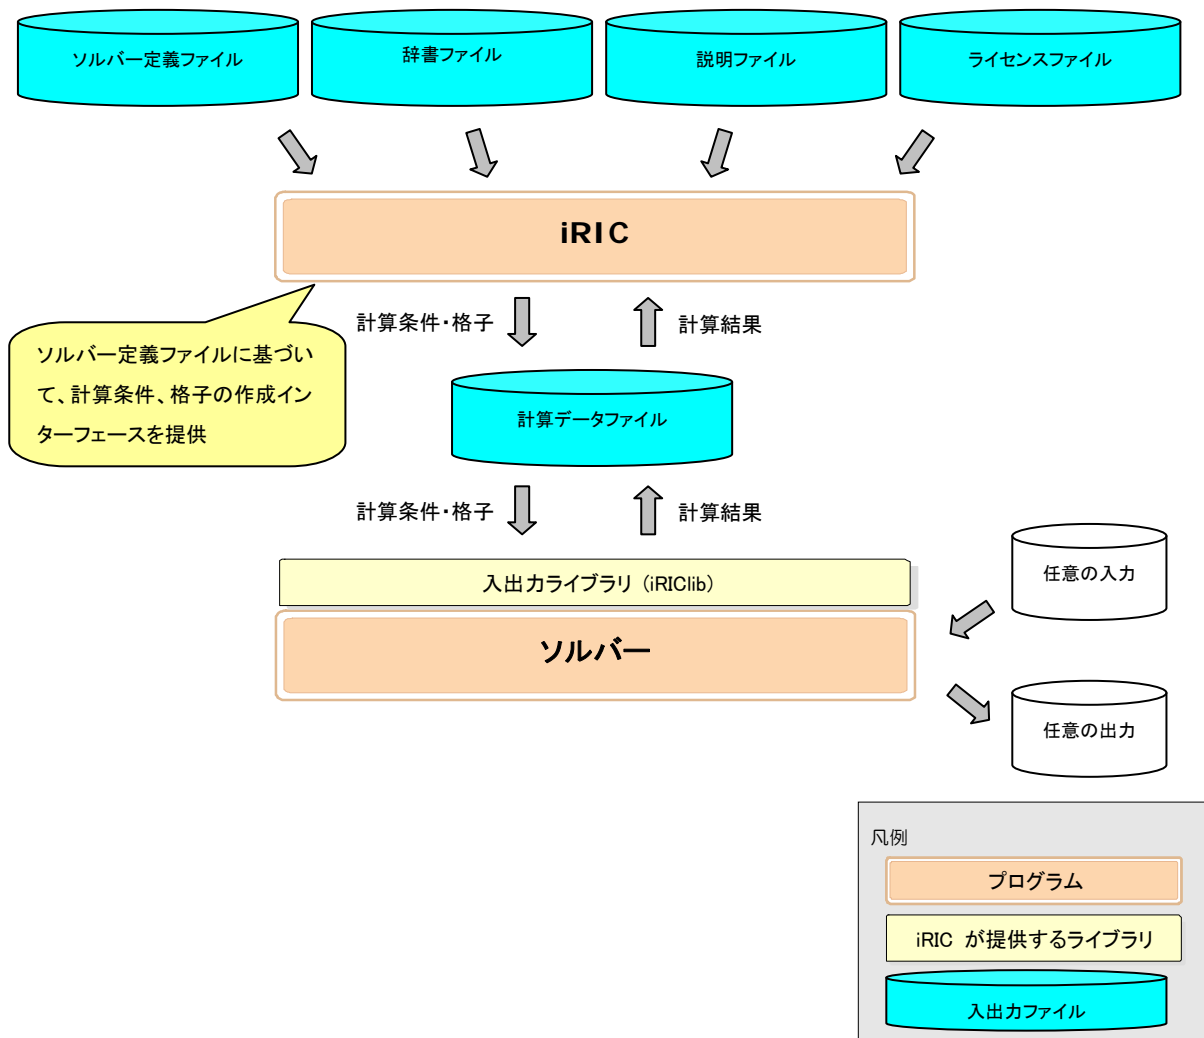 ソルバー定義ファイル
辞書ファイル
説明ファイル
ライセンスファイル
iRIC
計算条件・格子
計算結果
ソルバー定義ファイルに基づい
て、計算条件、格子の作成イン
ターフェースを提供
計算データファイル
計算条件・格子
計算結果
入出力ライブラリ (iRIClib)
ソルバー
任意の入力
任意の出力
凡例
プログラム
iRIC が提供するライブラリ
入出力ファイル